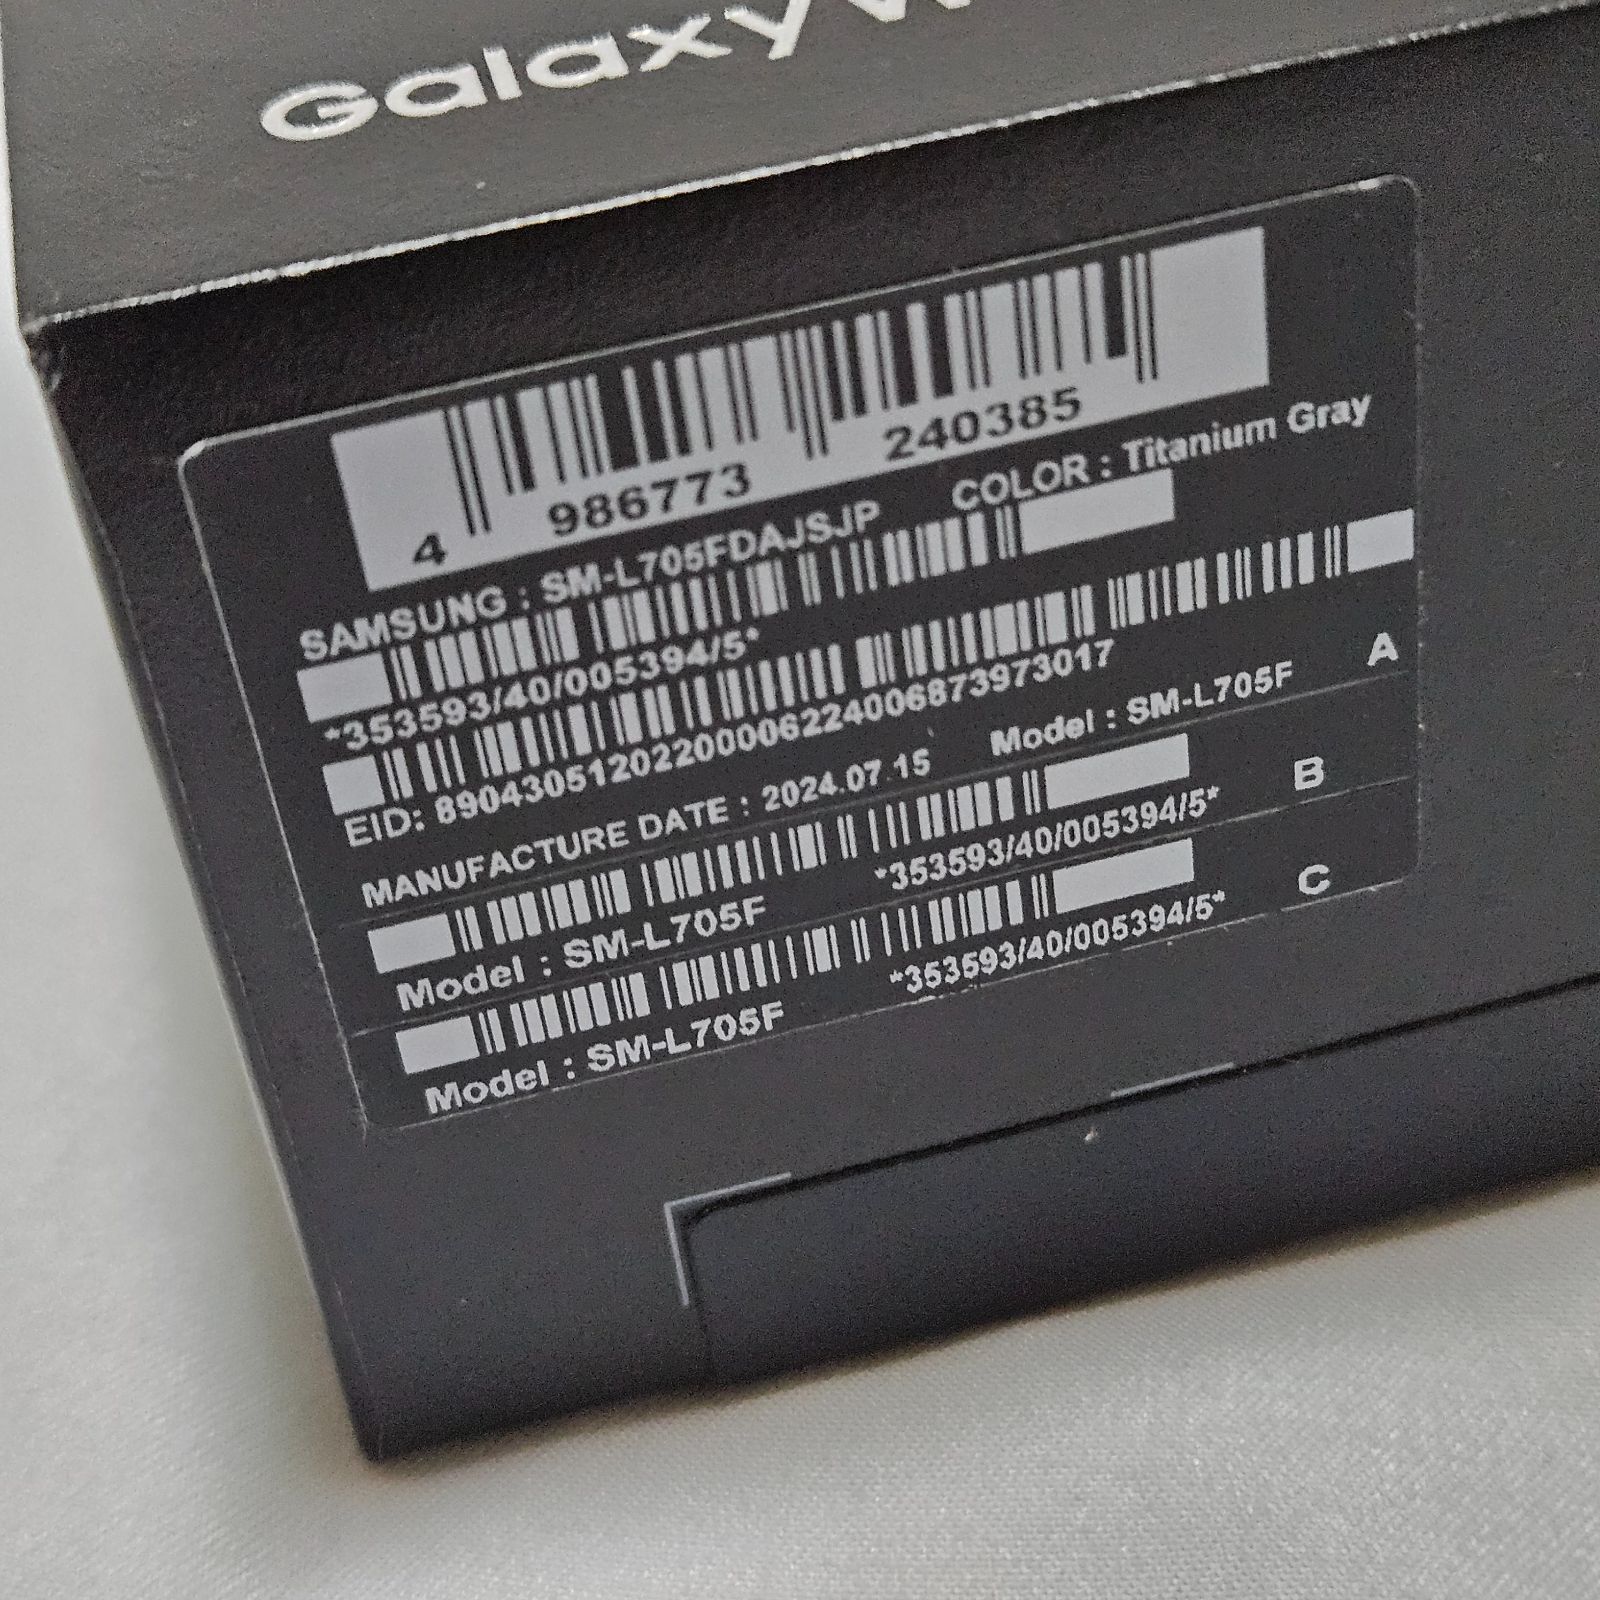 Galaxy
4 986773 240385
SAMSUNG : SM-L705FDAJSJP COLOR : Titanium Gray
*353593/40/005394/5*
EID: 89043051202200006224006873973017
MANUFACTURE DATE : 2024.07.15 Model : SM-L705F A
Model : SM-L705F *353593/40/005394/5* B
Model : SM-L705F *353593/40/005394/5* C